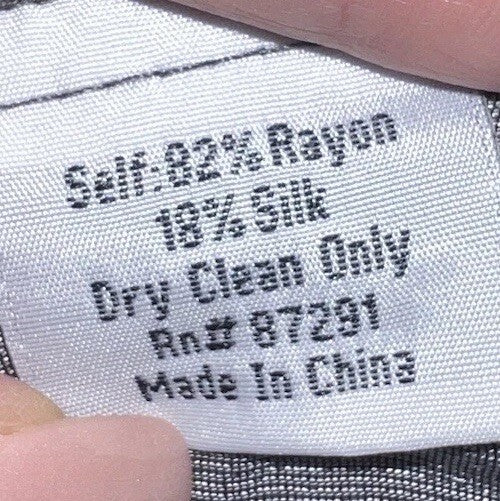 Self:82% Rayon
18% Silk
Dry Clean Only
Rn# 87291
Made In China